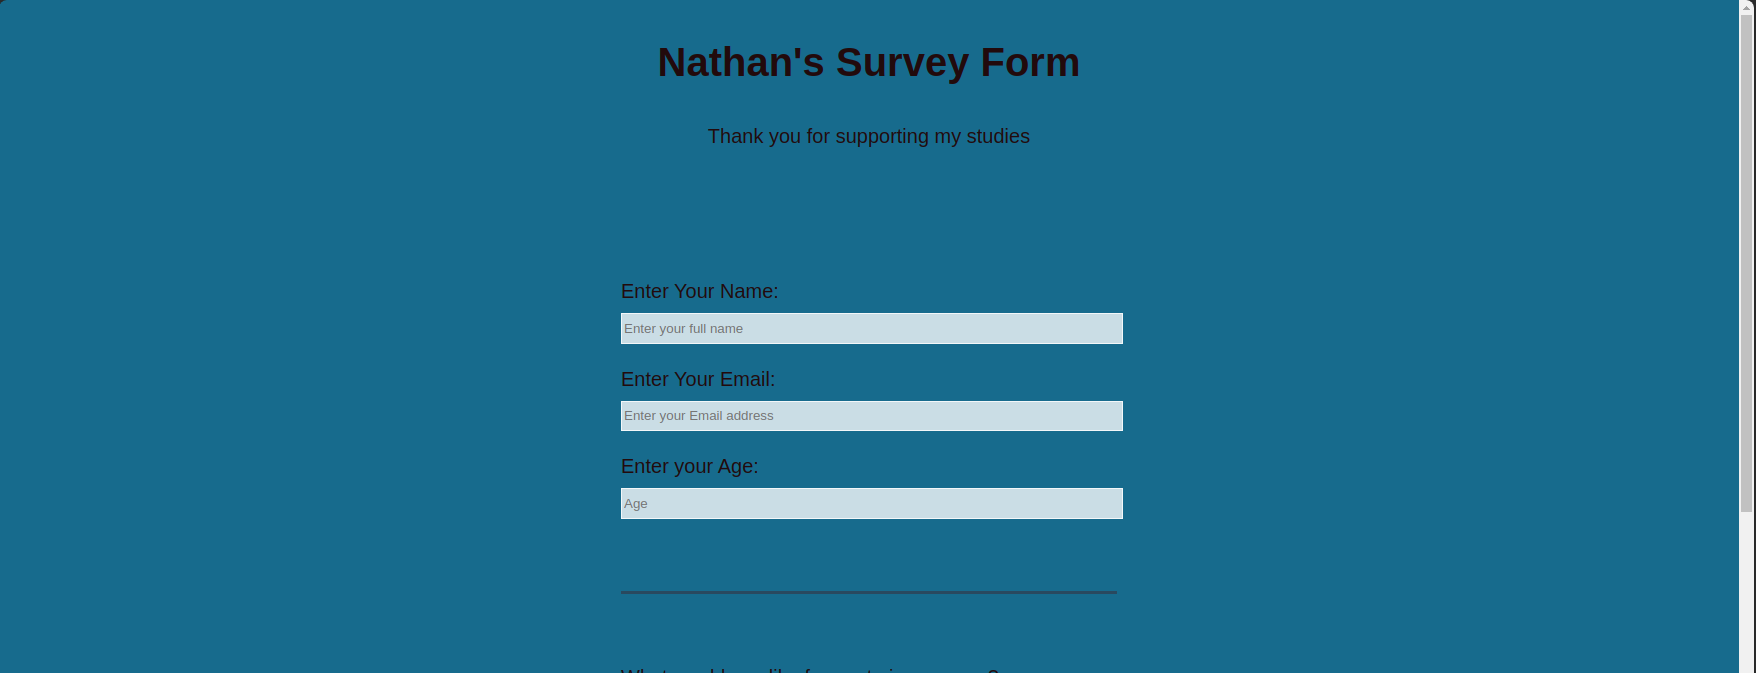 Nathan's Survey Form
Thank you for supporting my studies
Enter Your Name:
Enter your full name
Enter Your Email:
Enter your Email address
Enter your Age:
Age